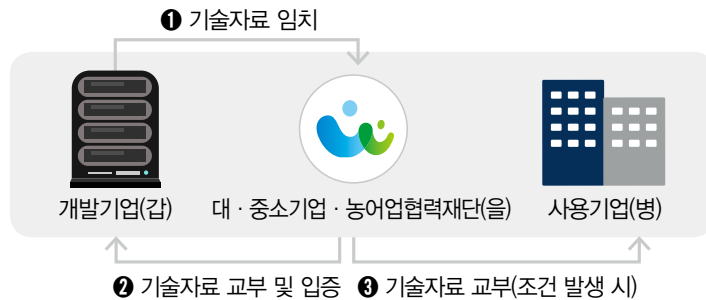 ❶ 기술자료 임치
개발기업(갑)
대 · 중소기업 · 농어업협력재단(을)
사용기업(병)
❷ 기술자료 교부 및 입증
❸ 기술자료 교부(조건 발생 시)